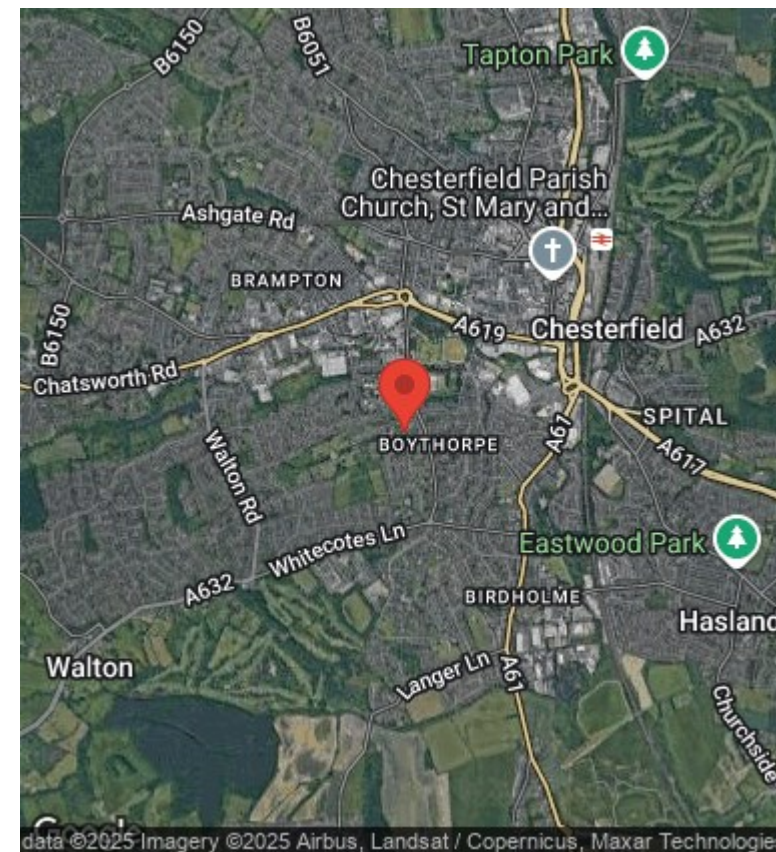 B6150
B6051
Tapton Park
Chesterfield Parish
Church, St Mary and...
Ashgate Rd
BRAMPTON
B6150
A619
Chesterfield
A632
Chatsworth Rd
SPITAL
BOYTHORPE
A61
A617
Walton Rd
Whitecotes Ln
Eastwood Park
A632
BIRDHOLME
Hasland
Walton
Langer Ln
A61
Churchside
Google
data ©2025 Imagery ©2025 Airbus, Landsat / Copernicus, Maxar Technologie